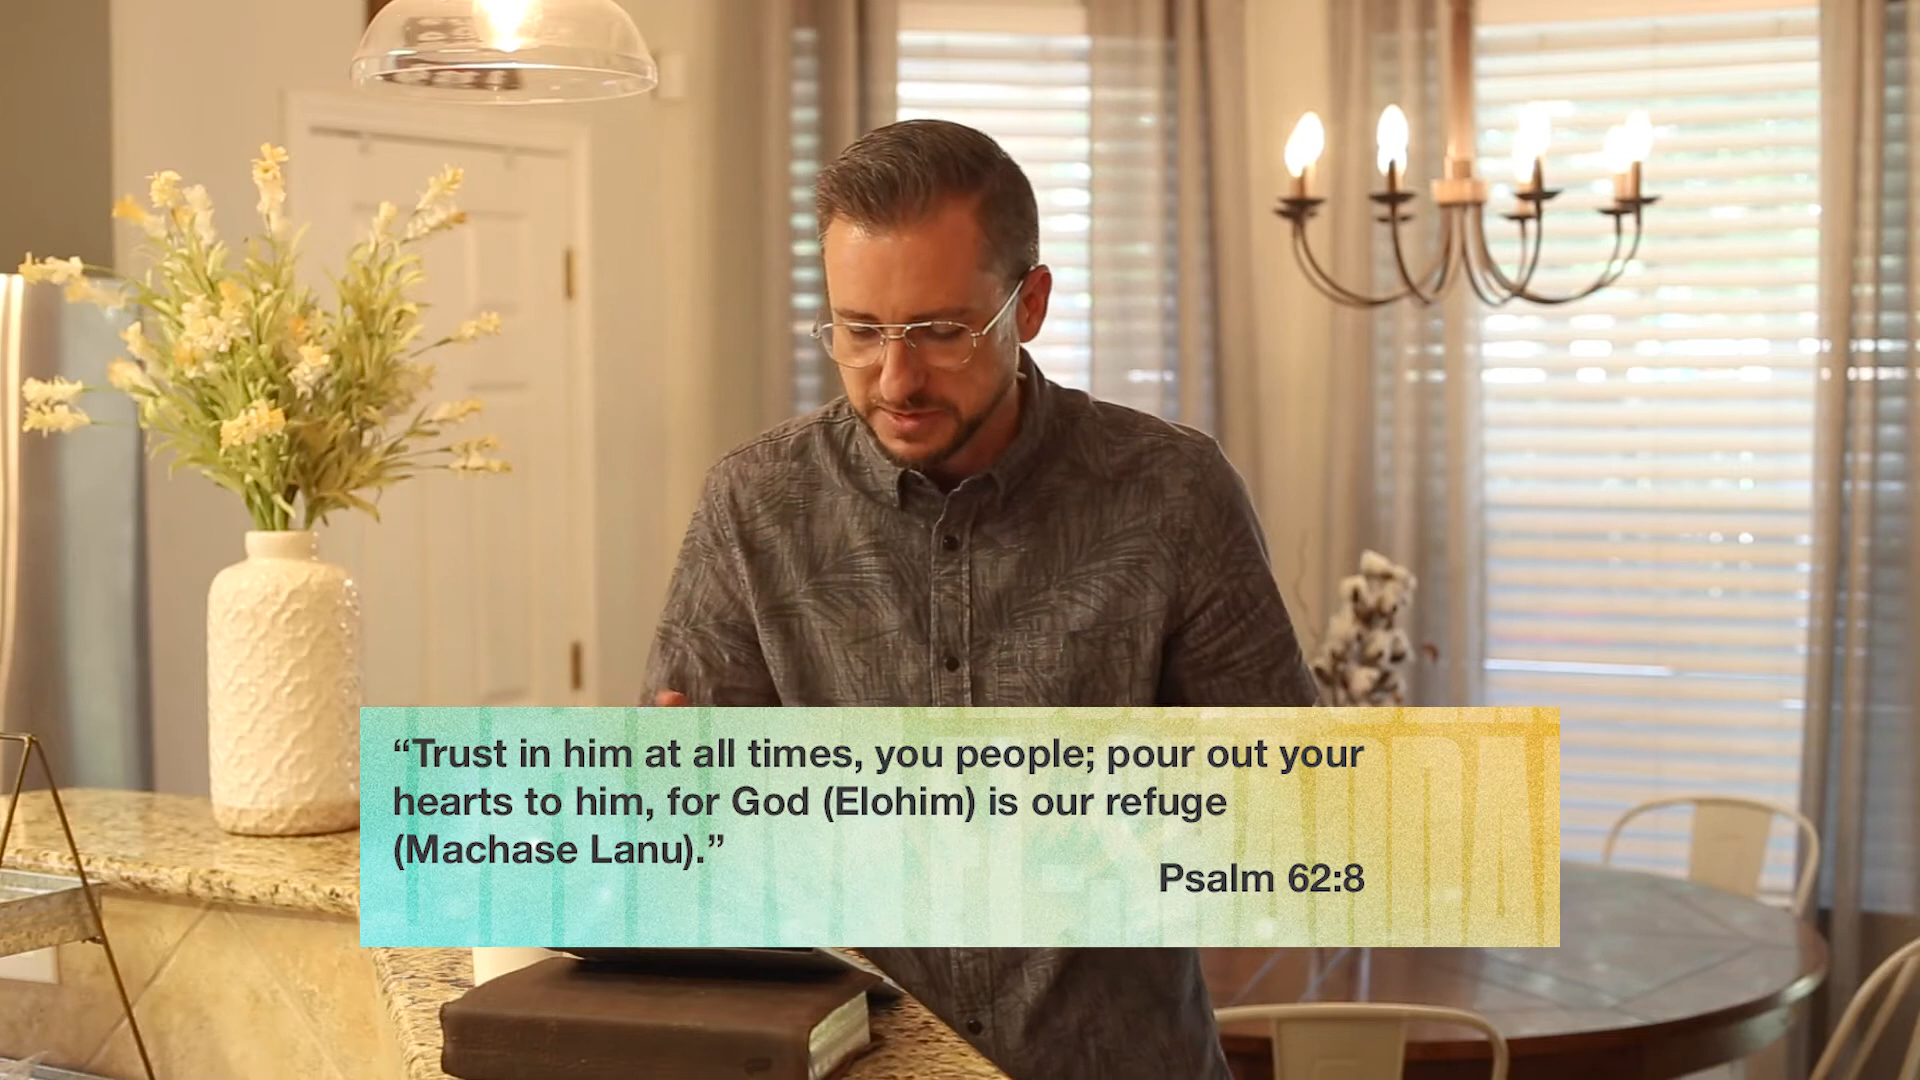 “Trust in him at all times, you people; pour out your
hearts to him, for God (Elohim) is our refuge
(Machase Lanu).”
Psalm 62:8